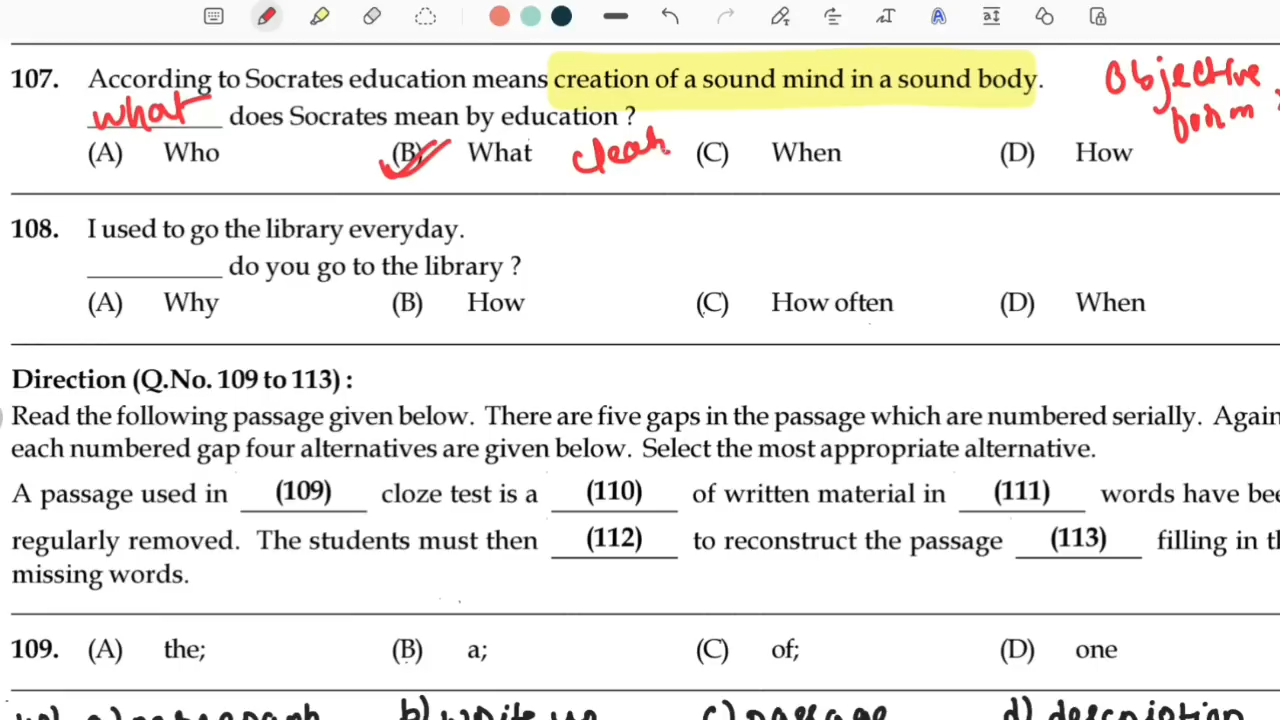 107. According to Socrates education means creation of a sound mind in a sound body.
Objective
form
what does Socrates mean by education ?
(A) Who (B) What clear (C) When (D) How
108. I used to go the library everyday.
__________ do you go to the library ?
(A) Why (B) How (C) How often (D) When
Direction (Q.No. 109 to 113) :
Read the following passage given below. There are five gaps in the passage which are numbered serially. Again
each numbered gap four alternatives are given below. Select the most appropriate alternative.
A passage used in (109) cloze test is a (110) of written material in (111) words have bee
regularly removed. The students must then (112) to reconstruct the passage (113) filling in th
missing words.
109. (A) the; (B) a; (C) of; (D) one
b) write up c) passage d) description